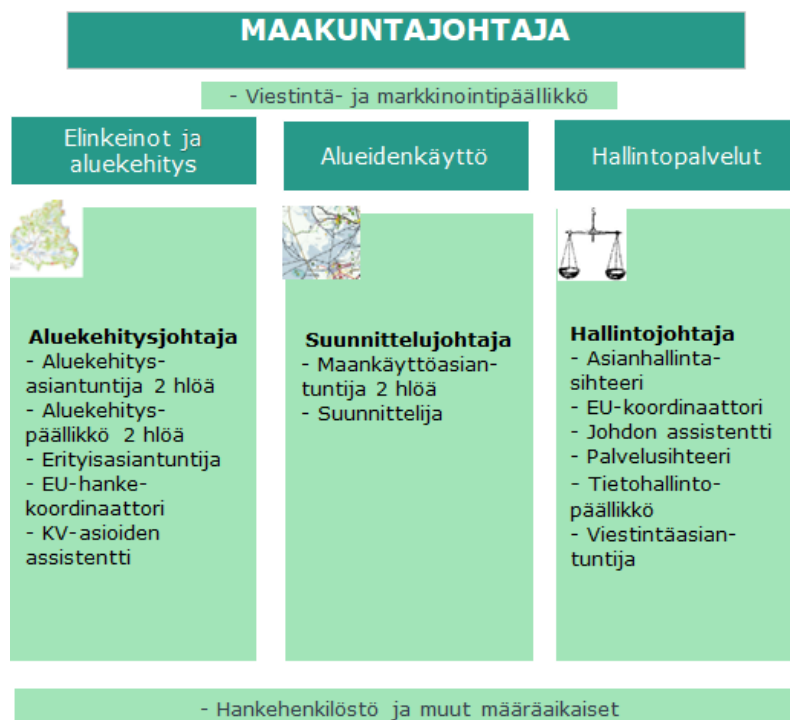 MAAKUNTAJOHTAJA
- Viestintä- ja markkinointipäällikkö
Elinkeinot ja
aluekehitys
Aluekehitysjohtaja
- Aluekehitys-
asiantuntija 2 hlöä
- Aluekehitys-
päällikkö 2 hlöä
- Erityisasiantuntija
- EU-hanke-
koordinaattori
- KV-asioiden
assistentti
Alueidenkäyttö
Suunnittelujohtaja
- Maankäyttöasian-
tuntija 2 hlöä
- Suunnittelija
Hallintopalvelut
Hallintojohtaja
- Asianhallinta-
sihteeri
- EU-koordinaattori
- Johdon assistentti
- Palvelusihteeri
- Tietohallinto-
päällikkö
- Viestintäasian-
tuntija
- Hankehenkilöstö ja muut määräaikaiset